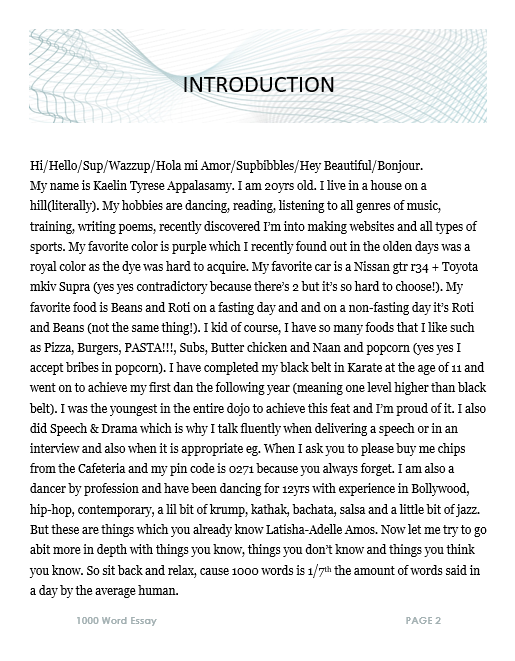 INTRODUCTION
Hi/Hello/Sup/Wazzup/Hola mi Amor/Supbibbles/Hey Beautiful/Bonjour.
My name is Kaelin Tyrese Appalasamy. I am 20yrs old. I live in a house on a
hill(literally). My hobbies are dancing, reading, listening to all genres of music,
training, writing poems, recently discovered I'm into making websites and all types of
sports. My favorite color is purple which I recently found out in the olden days was a
royal color as the dye was hard to acquire. My favorite car is a Nissan gtr r34 + Toyota
mkiv Supra (yes yes contradictory because there's 2 but it's so hard to choose!). My
favorite food is Beans and Roti on a fasting day and and on a non-fasting day it's Roti
and Beans (not the same thing!). I kid of course, I have so many foods that I like such
as Pizza, Burgers, PASTA!!!, Subs, Butter chicken and Naan and popcorn (yes yes I
accept bribes in popcorn). I have completed my black belt in Karate at the age of 11 and
went on to achieve my first dan the following year (meaning one level higher than black
belt). I was the youngest in the entire dojo to achieve this feat and I'm proud of it. I also
did Speech & Drama which is why I talk fluently when delivering a speech or in an
interview and also when it is appropriate eg. When I ask you to please buy me chips
from the Cafeteria and my pin code is 0271 because you always forget. I am also a
dancer by profession and have been dancing for 12yrs with experience in Bollywood,
hip-hop, contemporary, a lil bit of krump, kathak, bachata, salsa and a little bit of jazz.
But these are things which you already know Latisha-Adelle Amos. Now let me try to go
abit more in depth with things you know, things you don't know and things you think
you know. So sit back and relax, cause 1000 words is 1/7th the amount of words said in
a day by the average human.
1000 Word Essay PAGE 2